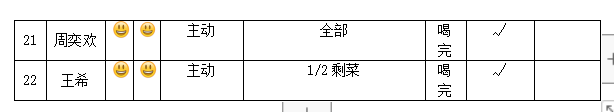 21 周奕欢 😃 😃 主动 全部 喝完 √
22 王希 😃 😃 主动 1/2 剩菜 喝完 √